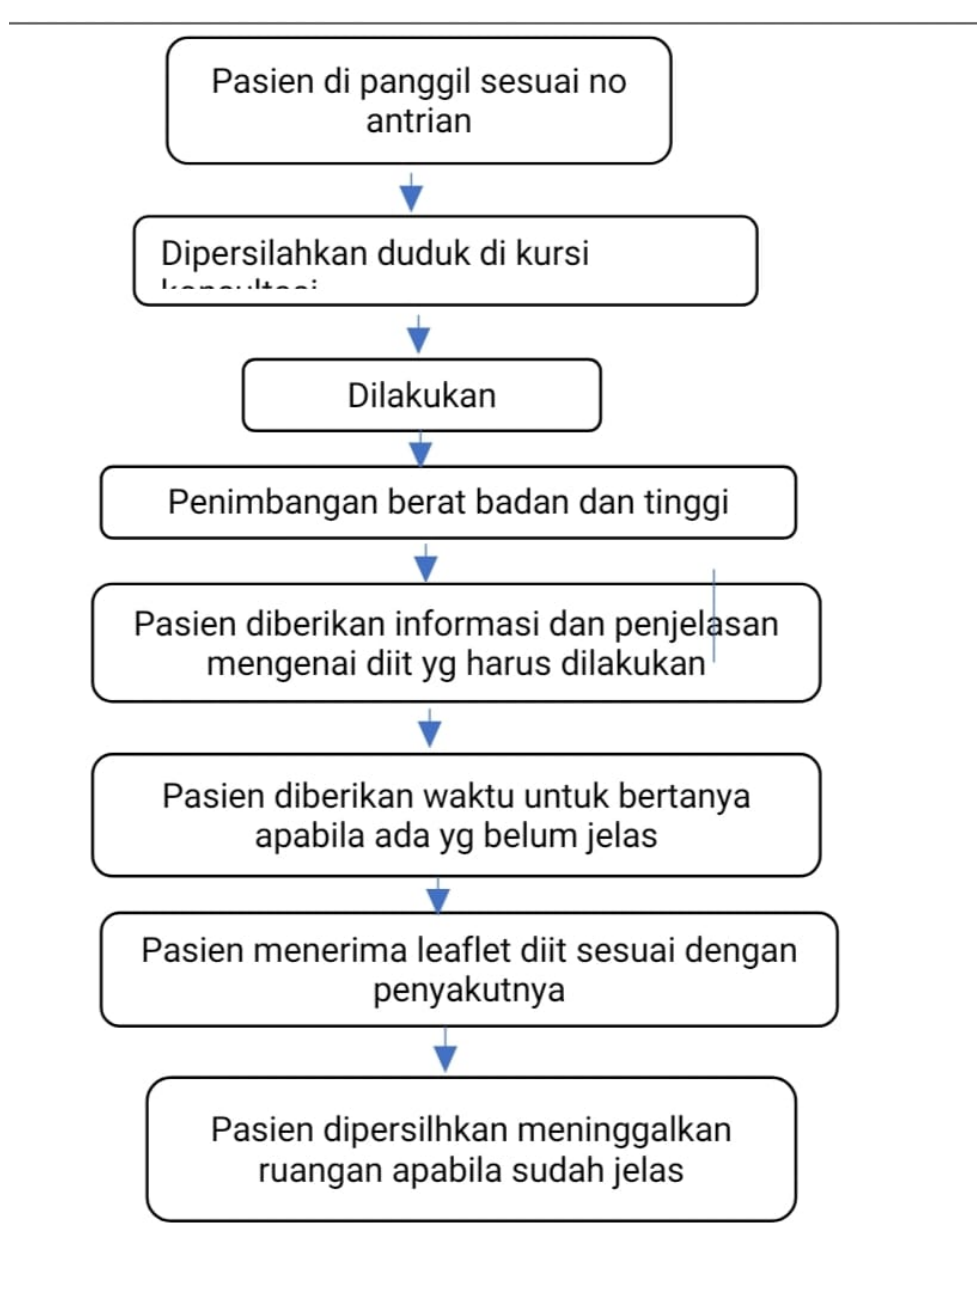 Pasien di panggil sesuai no
antrian
Dipersilahkan duduk di kursi
Dilakukan
Penimbangan berat badan dan tinggi
Pasien diberikan informasi dan penjelasan
mengenai diit yg harus dilakukan
Pasien diberikan waktu untuk bertanya
apabila ada yg belum jelas
Pasien menerima leaflet diit sesuai dengan
penyakutnya
Pasien dipersilhkan meninggalkan
ruangan apabila sudah jelas